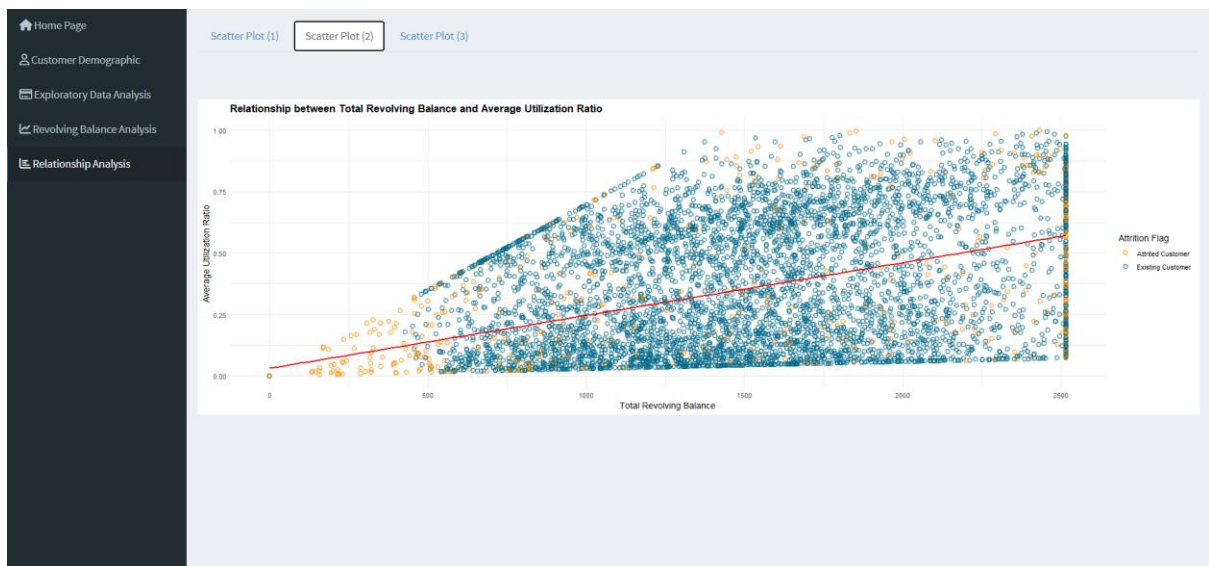 Home Page
Customer Demographic
Exploratory Data Analysis
Revolving Balance Analysis
Relationship Analysis
Scatter Plot (1) Scatter Plot (2) Scatter Plot (3)
Relationship between Total Revolving Balance and Average Utilization Ratio
1.00
0.75
0.50
0.25
0.00
Average Utilization Ratio
0 500 1000 1500 2000 2500
Total Revolving Balance
Attrition Flag
Attrited Customer
Existing Customer